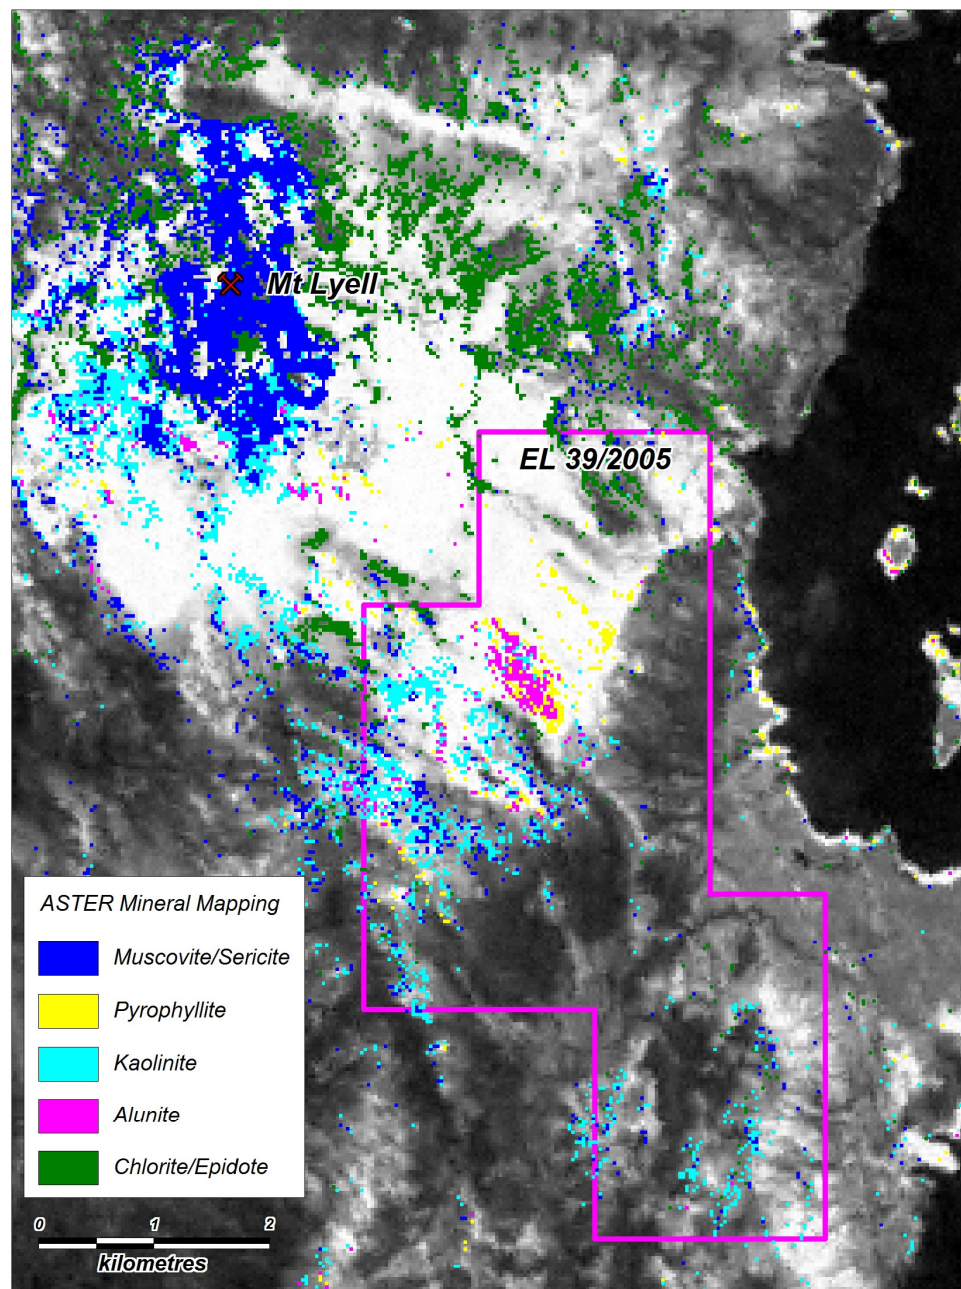 Mt Lyell
EL 39/2005
ASTER Mineral Mapping
Muscovite/Sericite
Pyrophyllite
Kaolinite
Alunite
Chlorite/Epidote
0 1 2
kilometres